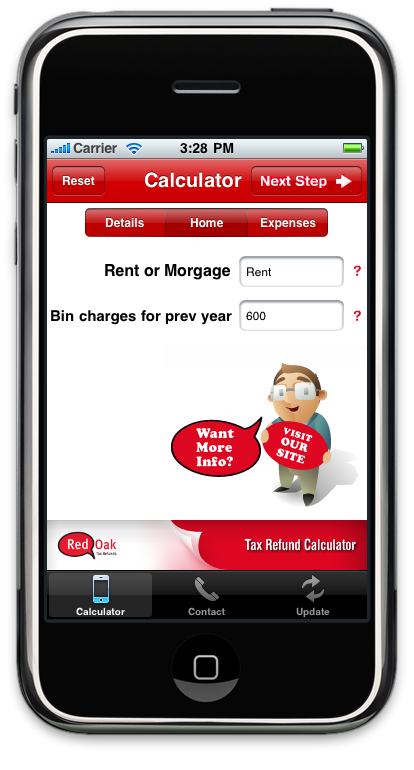 Carrier 3:28 PM
Reset Calculator Next Step
Details Home Expenses
Rent or Morgage Rent ?
Bin charges for prev year 600 ?
Want
More
Info?
VISIT
OUR
SITE
Red Oak
Tax Refunds
Tax Refund Calculator
Calculator Contact Update